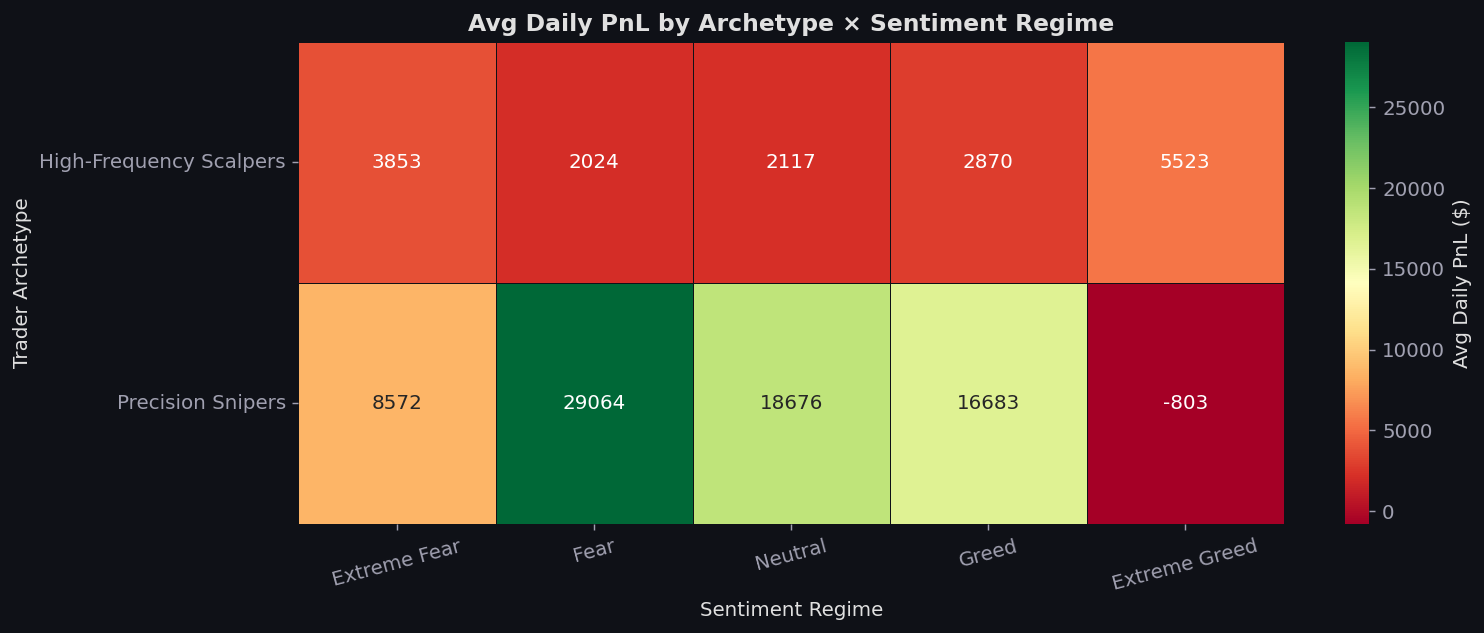 Avg Daily PnL by Archetype × Sentiment Regime
Trader Archetype
High-Frequency Scalpers
3853 2024 2117 2870 5523
Precision Snipers
8572 29064 18676 16683 -803
Extreme Fear Fear Neutral Greed Extreme Greed
Sentiment Regime
25000
20000
15000
10000
5000
0
Avg Daily PnL ($)